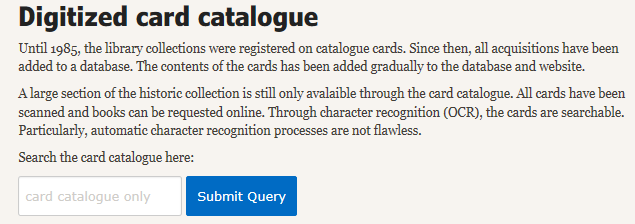 Digitized card catalogue
Until 1985, the library collections were registered on catalogue cards. Since then, all acquisitions have been
added to a database. The contents of the cards has been added gradually to the database and website.
A large section of the historic collection is still only avalaible through the card catalogue. All cards have been
scanned and books can be requested online. Through character recognition (OCR), the cards are searchable.
Particularly, automatic character recognition processes are not flawless.
Search the card catalogue here:
card catalogue only Submit Query